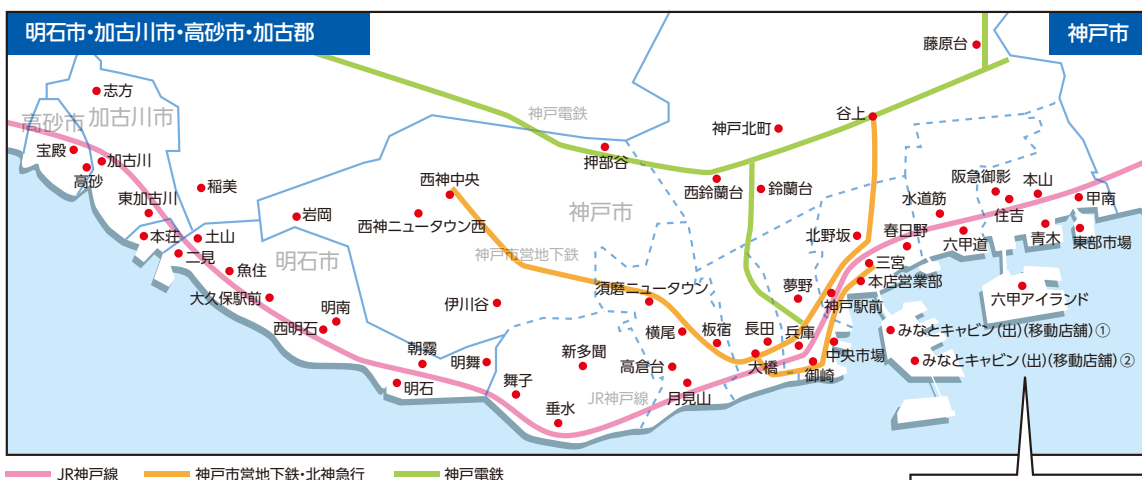 明石市・加古川市・高砂市・加古郡
神戸市
藤原台
志方
高砂市
加古川市
神戸電鉄
神戸北町
谷上
宝殿
加古川
高砂
押部谷
西鈴蘭台
鈴蘭台
阪急御影
本山
東加古川
稲美
西神中央
住吉
甲南
岩岡
西神ニュータウン西
神戸市
水道筋
本荘
土山
北野坂
春日野
六甲道
青木
東部市場
二見
明石市
神戸市営地下鉄
魚住
三宮
本店営業部
大久保駅前
明南
伊川谷
須磨ニュータウン
夢野
神戸駅前
六甲アイランド
西明石
横尾
板宿
長田
兵庫
みなとキャビン(出)(移動店舗)①
朝霧
明舞
新多聞
高倉台
大橋
御崎
中央市場
みなとキャビン(出)(移動店舗)②
明石
舞子
JR神戸線
月見山
垂水
JR神戸線
神戸市営地下鉄・北神急行
神戸電鉄